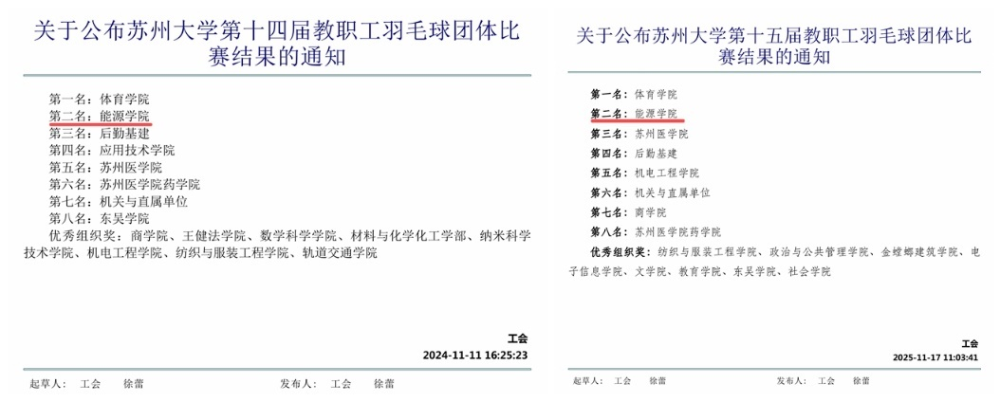 关于公布苏州大学第十四届教职工羽毛球团体比
赛结果的通知
第一名：体育学院
第二名：能源学院
第三名：后勤基建
第四名：应用技术学院
第五名：苏州医学院
第六名：苏州医学院药学院
第七名：机关与直属单位
第八名：东吴学院
优秀组织奖：商学院、王健法学院、数学科学学院、材料与化学化工学部、纳米科学
技术学院、机电工程学院、纺织与服装工程学院、轨道交通学院
工会
2024-11-11 16:25:23
起草人： 工会 徐蕾 发布人： 工会 徐蕾
关于公布苏州大学第十五届教职工羽毛球团体比
赛结果的通知
第一名：体育学院
第二名：能源学院
第三名：苏州医学院
第四名：后勤基建
第五名：机电工程学院
第六名：机关与直属单位
第七名：商学院
第八名：苏州医学院药学院
优秀组织奖：纺织与服装工程学院、政治与公共管理学院、金螳螂建筑学院、电
子信息学院、文学院、教育学院、东吴学院、社会学院
工会
2025-11-17 11:03:41
起草人： 工会 徐蕾 发布人： 工会 徐蕾